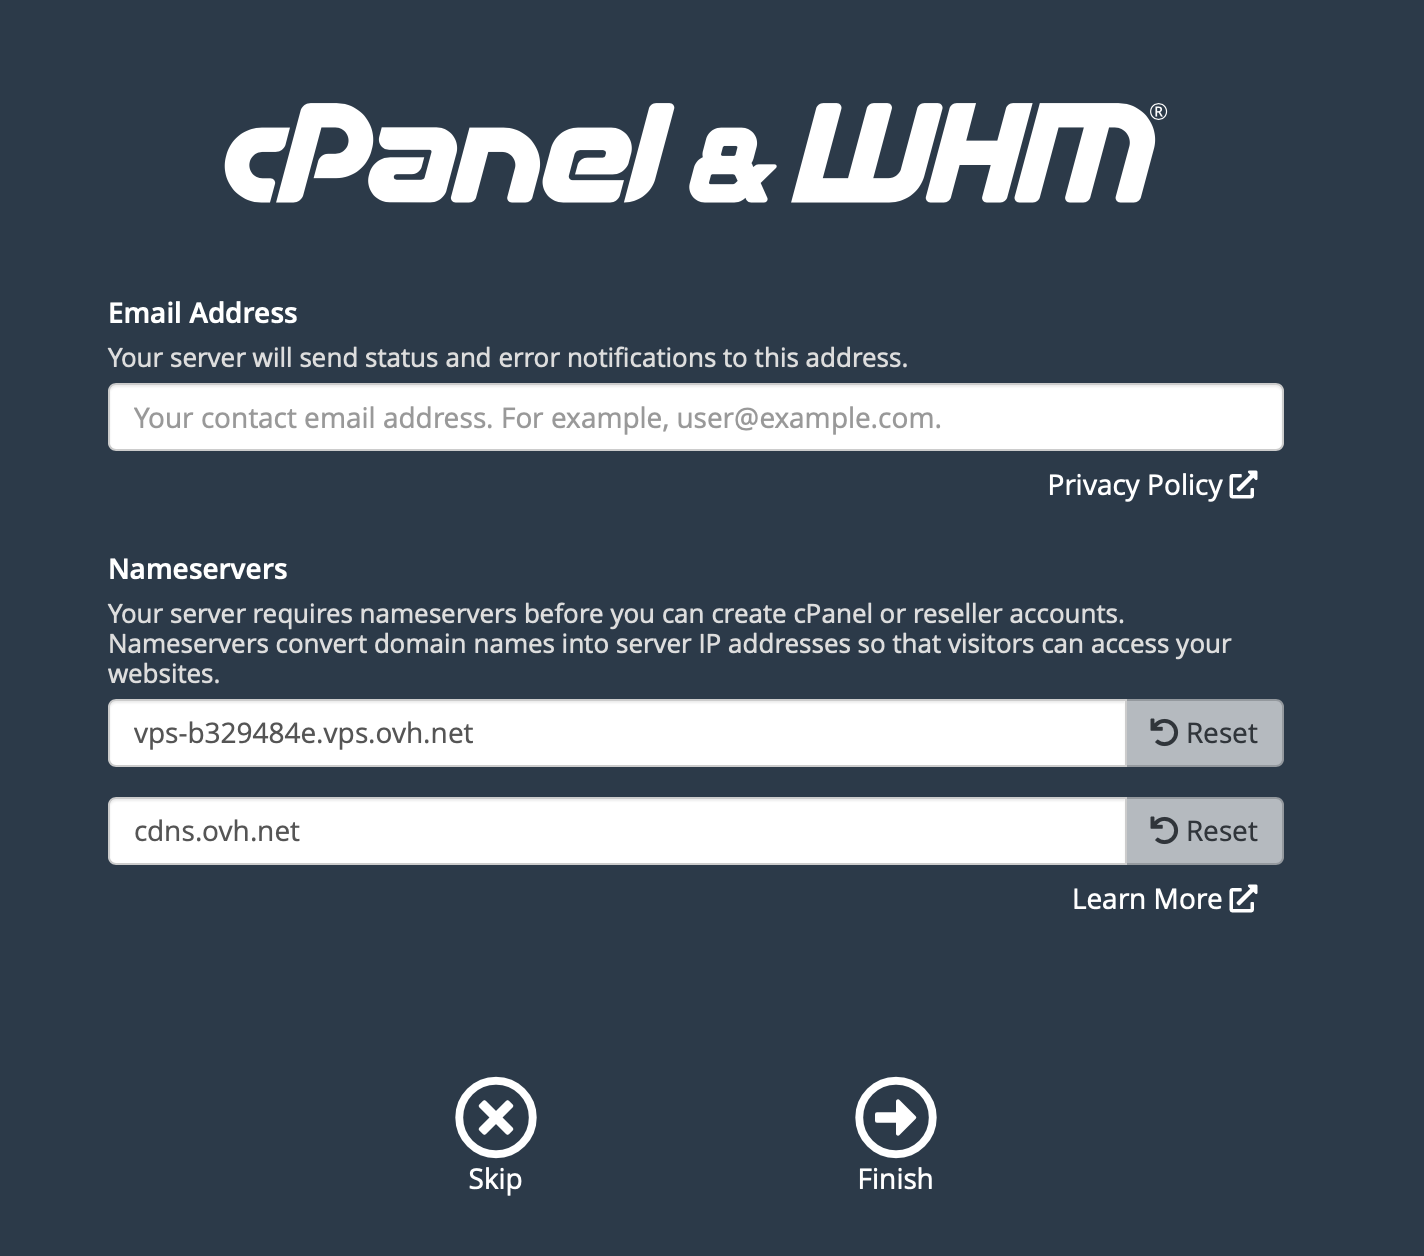 cPanel & WHM®
Email Address
Your server will send status and error notifications to this address.
Your contact email address. For example, user@example.com.
Privacy Policy
Nameservers
Your server requires nameservers before you can create cPanel or reseller accounts.
Nameservers convert domain names into server IP addresses so that visitors can access your
websites.
vps-b329484e.vps.ovh.net
Reset
cdns.ovh.net
Reset
Learn More
Skip
Finish